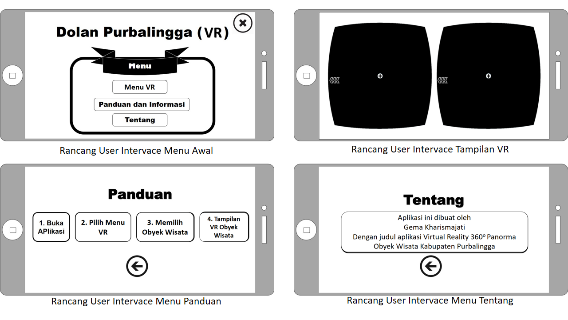 Dolan Purbalingga (VR)
Menu
Menu VR
Panduan dan Informasi
Tentang
Rancang User Intervace Menu Awal
Rancang User Intervace Tampilan VR
Panduan
1. Buka
APlikasi
2. Pilih Menu
VR
3. Memilih
Obyek Wisata
4. Tampilan
VR Obyek
Wisata
Rancang User Intervace Menu Panduan
Tentang
Aplikasi ini dibuat oleh
Gema Kharismajati
Dengan judul aplikasi Virtual Reality 360⁰ Panorma
Obyek Wisata Kabupaten Purbalingga
Rancang User Intervace Menu Tentang